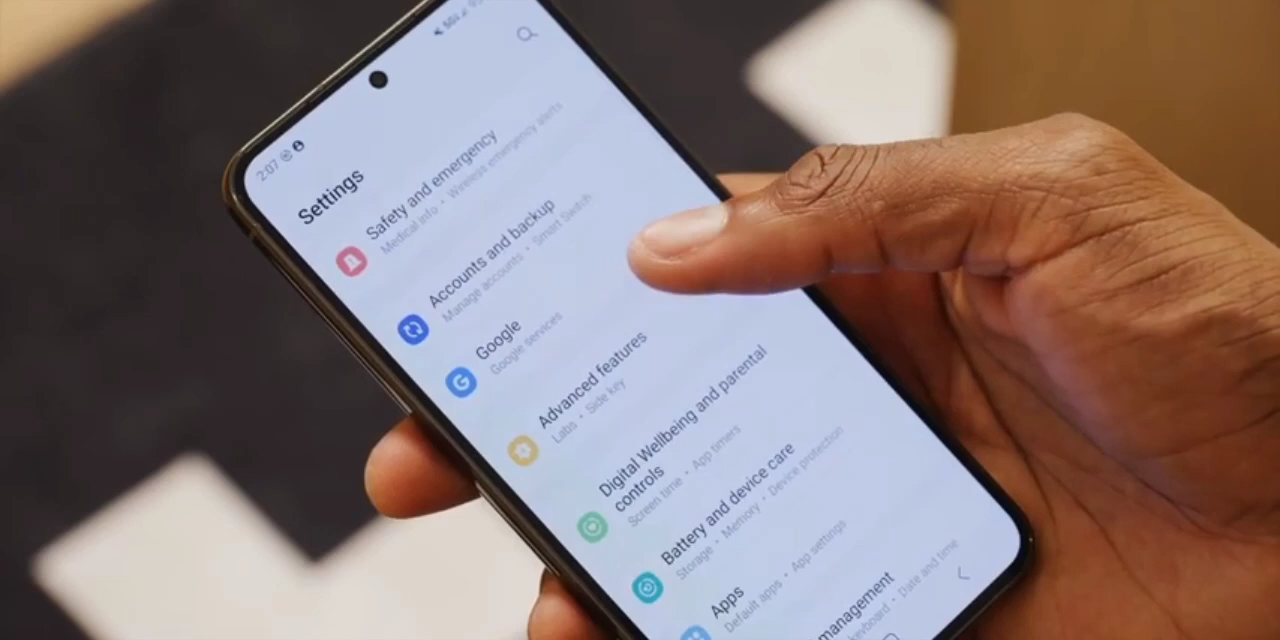 2:07
Settings
Safety and emergency
Medical info • Wireless emergency alerts
Accounts and backup
Manage accounts • Smart Switch
Google
Google services
Advanced features
Labs • Side key
Digital Wellbeing and parental
controls
Screen time • App timers
Battery and device care
Storage • Memory • Device protection
Apps
Default apps • App settings
management
• Date and time